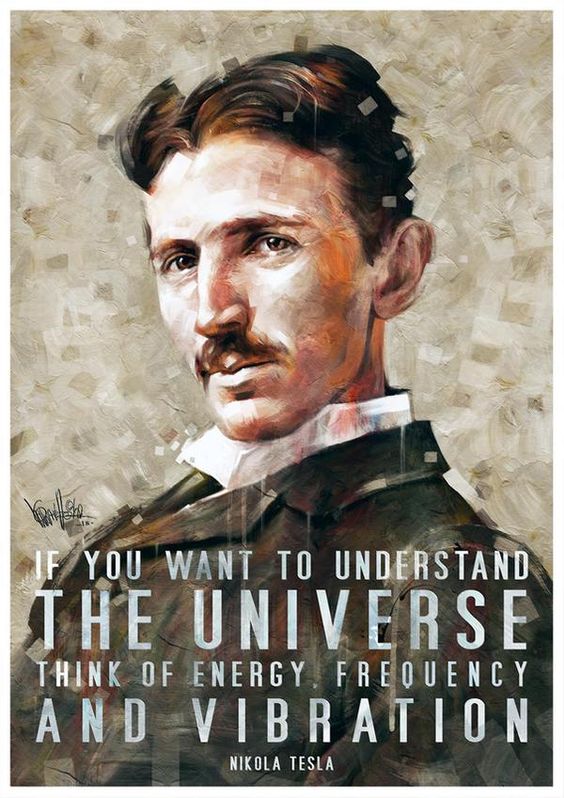 IF YOU WANT TO UNDERSTAND
THE UNIVERSE
THINK OF ENERGY, FREQUENCY
AND VIBRATION
NIKOLA TESLA